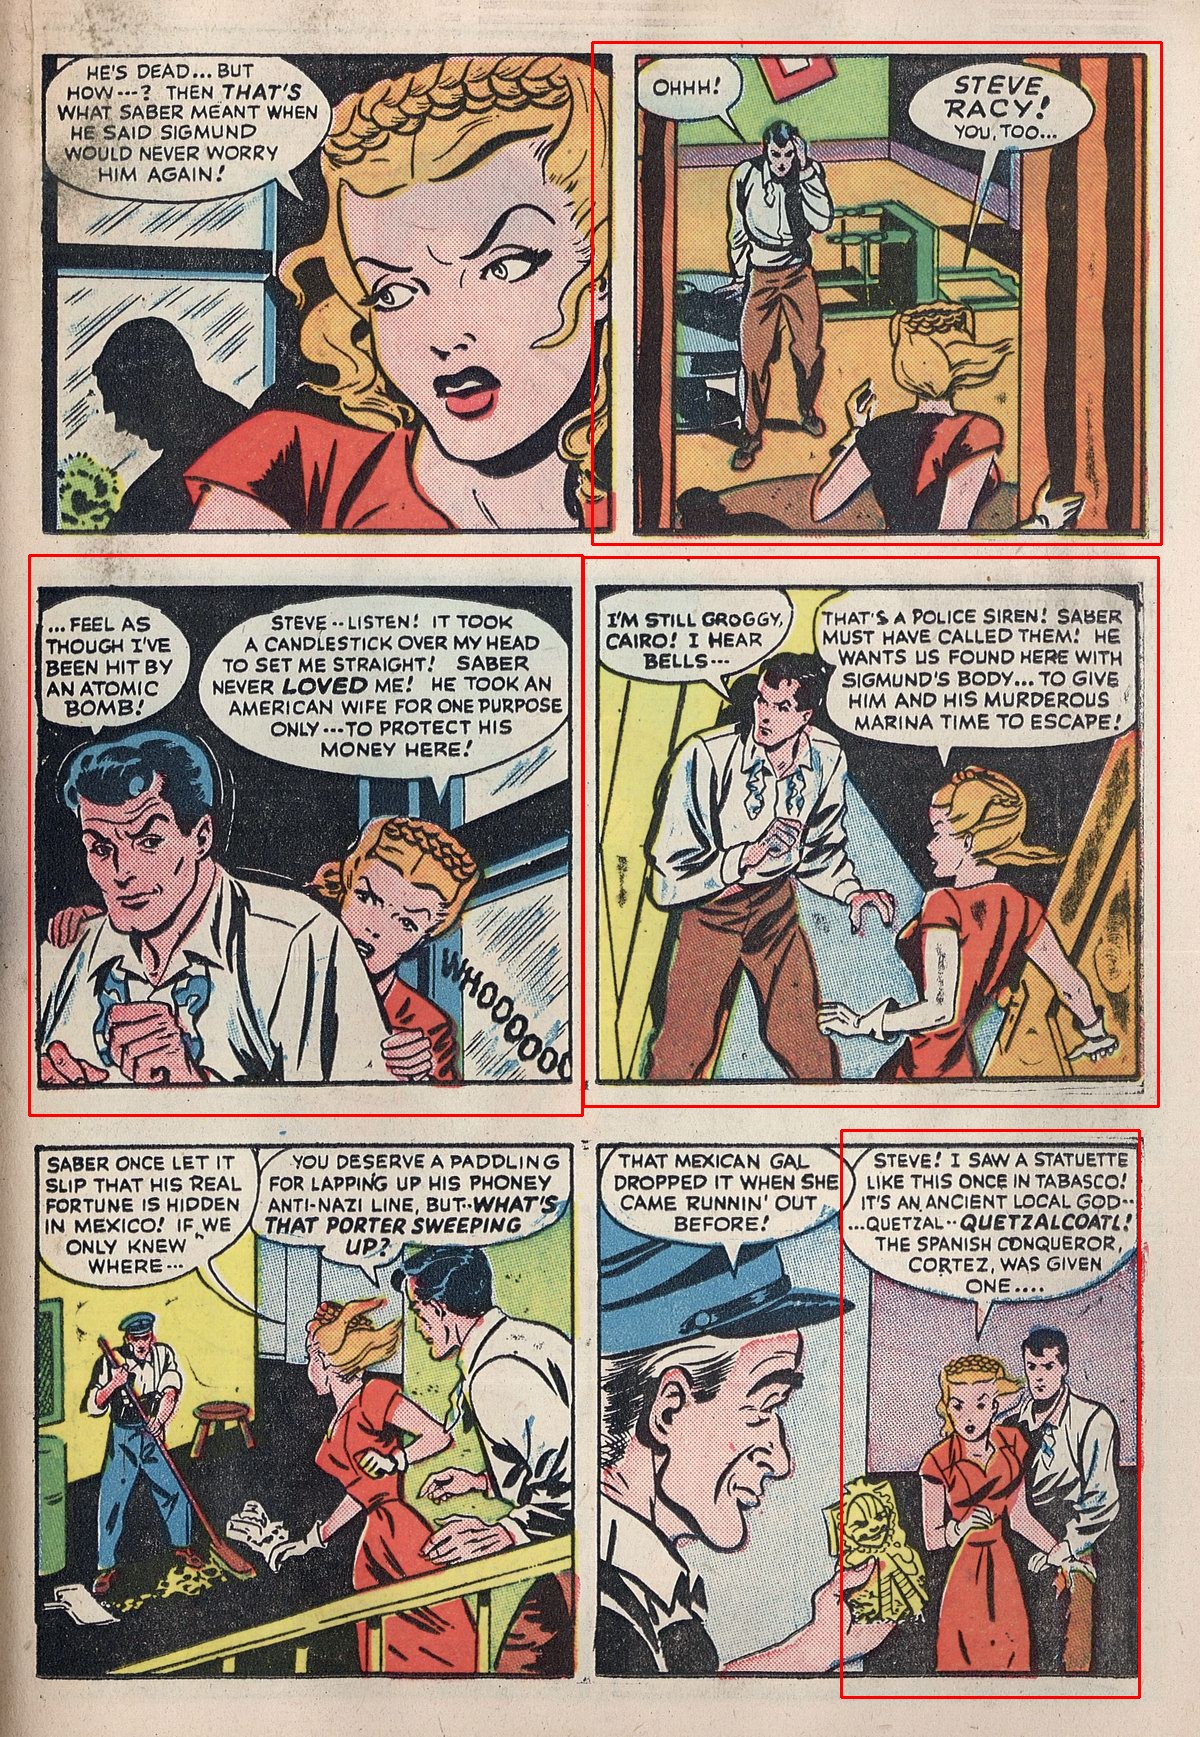 HE'S DEAD... BUT
HOW---? THEN THAT'S
WHAT SABER MEANT WHEN
HE SAID SIGMUND
WOULD NEVER WORRY
HIM AGAIN!
OHHH!
STEVE
RACY!
YOU, TOO...
...FEEL AS
THOUGH I'VE
BEEN HIT BY
AN ATOMIC
BOMB!
STEVE--LISTEN! IT TOOK
A CANDLESTICK OVER MY HEAD
TO SET ME STRAIGHT! SABER
NEVER LOVED ME! HE TOOK AN
AMERICAN WIFE FOR ONE PURPOSE
ONLY---TO PROTECT HIS
MONEY HERE!
WHOOOOOO
I'M STILL GROGGY,
CAIRO! I HEAR
BELLS---
THAT'S A POLICE SIREN! SABER
MUST HAVE CALLED THEM! HE
WANTS US FOUND HERE WITH
SIGMUND'S BODY... TO GIVE
HIM AND HIS MURDEROUS
MARINA TIME TO ESCAPE!
SABER ONCE LET IT
SLIP THAT HIS REAL
FORTUNE IS HIDDEN
IN MEXICO! IF WE
ONLY KNEW
WHERE---
YOU DESERVE A PADDLING
FOR LAPPING UP HIS PHONEY
ANTI-NAZI LINE, BUT--WHAT'S
THAT PORTER SWEEPING
UP?
THAT MEXICAN GAL
DROPPED IT WHEN SHE
CAME RUNNIN' OUT
BEFORE!
STEVE! I SAW A STATUETTE
LIKE THIS ONCE IN TABASCO!
IT'S AN ANCIENT LOCAL GOD--
...QUETZAL--QUETZALCOATL!
THE SPANISH CONQUEROR,
CORTEZ, WAS GIVEN
ONE....